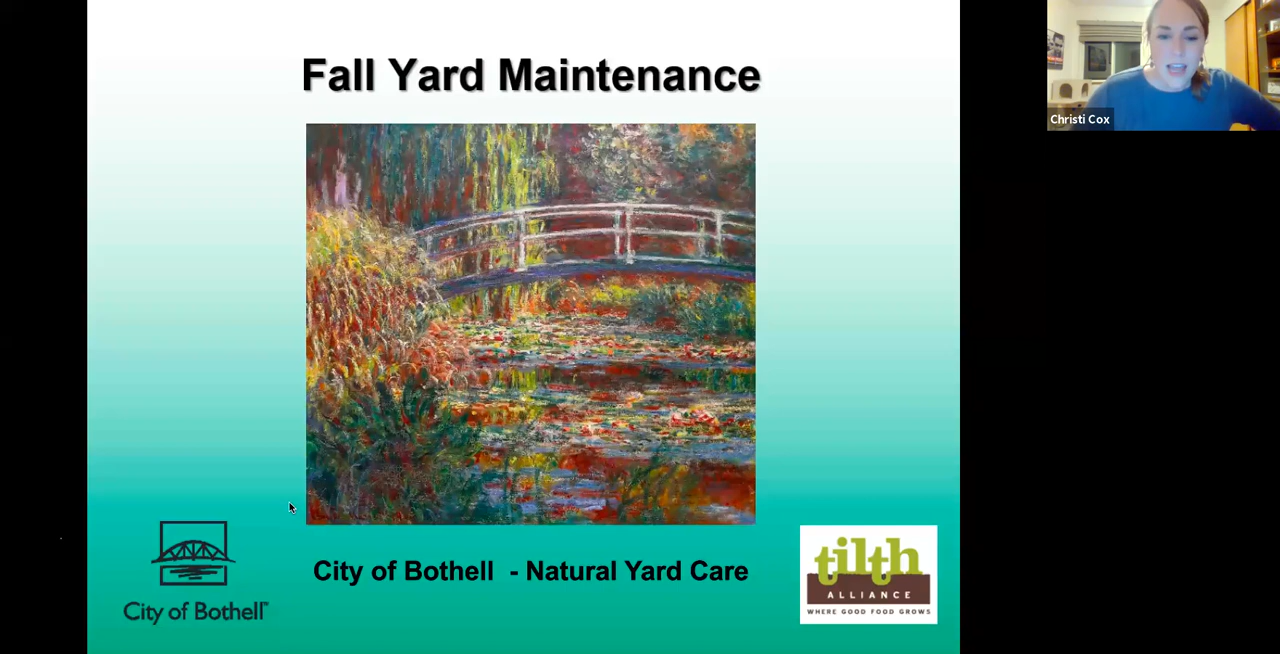 Fall Yard Maintenance
Christi Cox
City of Bothell - Natural Yard Care
City of Bothell
tilth
ALLIANCE
WHERE GOOD FOOD GROWS